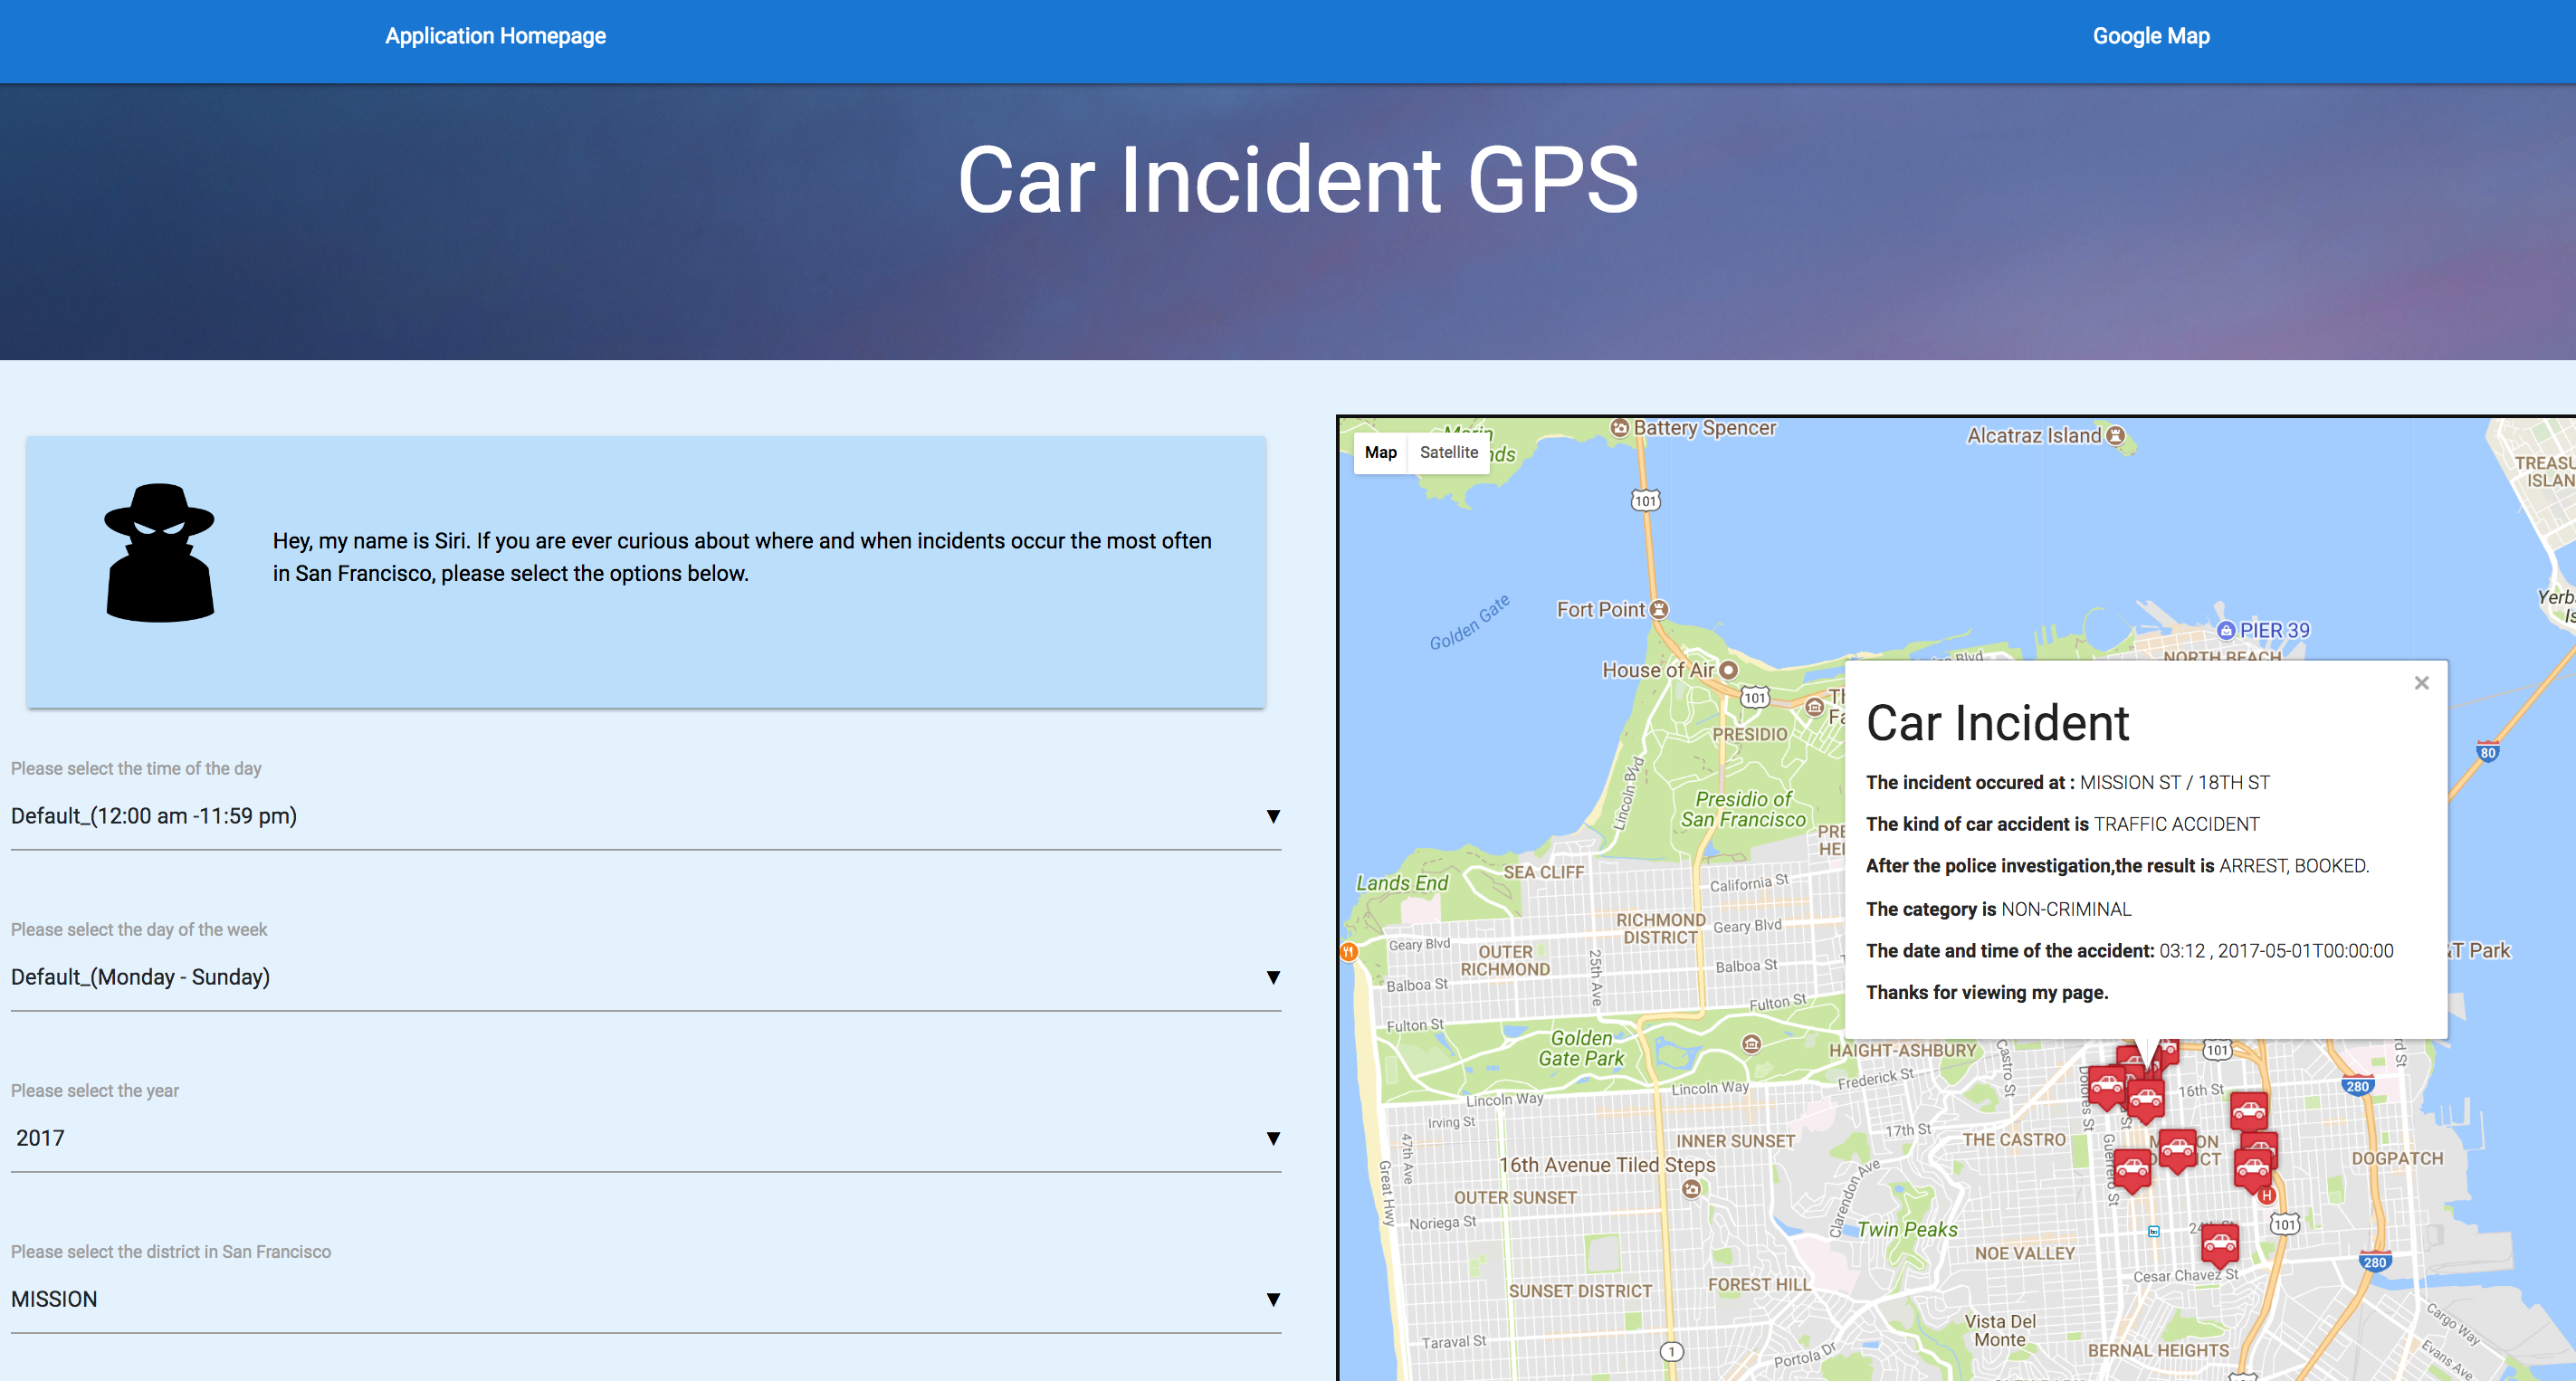 Application Homepage
Google Map
Car Incident GPS
Hey, my name is Siri. If you are ever curious about where and when incidents occur the most often
in San Francisco, please select the options below.
Please select the time of the day
Default_(12:00 am -11:59 pm)
Please select the day of the week
Default_(Monday - Sunday)
Please select the year
2017
Please select the district in San Francisco
MISSION
Map
Satellite
Battery Spencer
Alcatraz Island
101
Fort Point
Golden Gate
PIER 39
House of Air
NORTH BEACH
101
PRESIDIO
Lincoln Blvd
Presidio of
San Francisco
80
Car Incident
The incident occured at : MISSION ST / 18TH ST
The kind of car accident is TRAFFIC ACCIDENT
After the police investigation,the result is ARREST, BOOKED.
The category is NON-CRIMINAL
The date and time of the accident: 03:12 , 2017-05-01T00:00:00
Thanks for viewing my page.
SEA CLIFF
Lands End
California St
RICHMOND
DISTRICT
Geary Blvd
Geary Blvd
OUTER
RICHMOND
25th Ave
Balboa St
Balboa St
Fulton St
Fulton St
Park
Golden
Gate Park
HAIGHT-ASHBURY
Castro St
101
Frederick St
Lincoln Way
Lincoln Way
Dolores St
16th St
280
Irving St
47th Ave
INNER SUNSET
17th St
THE CASTRO
Guerrero St
DOGPATCH
16th Avenue Tiled Steps
Great Hwy
OUTER SUNSET
Clarendon Ave
H
Noriega St
Twin Peaks
101
NOE VALLEY
280
Cesar Chavez St
SUNSET DISTRICT
FOREST HILL
Vista Del
Monte
Cargo Way
Taraval St
1
Portola Dr
BERNAL HEIGHTS
Evans Ave